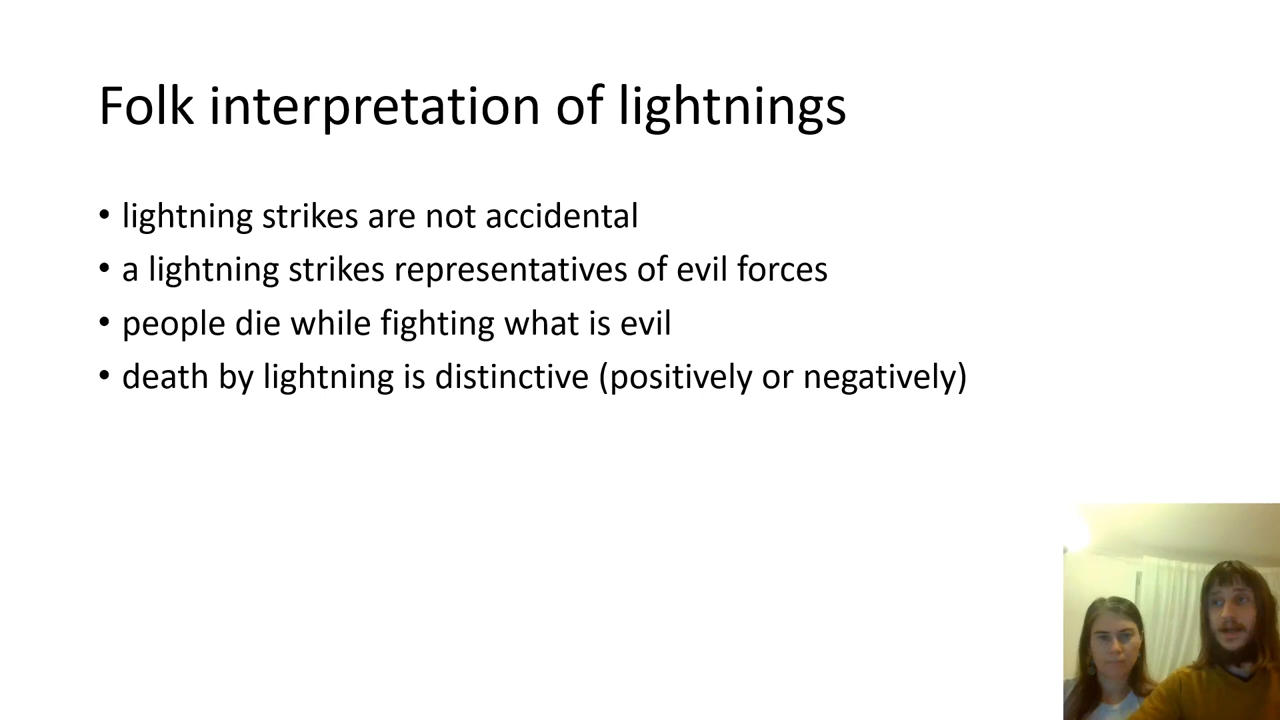 Folk interpretation of lightnings
• lightning strikes are not accidental
• a lightning strikes representatives of evil forces
• people die while fighting what is evil
• death by lightning is distinctive (positively or negatively)